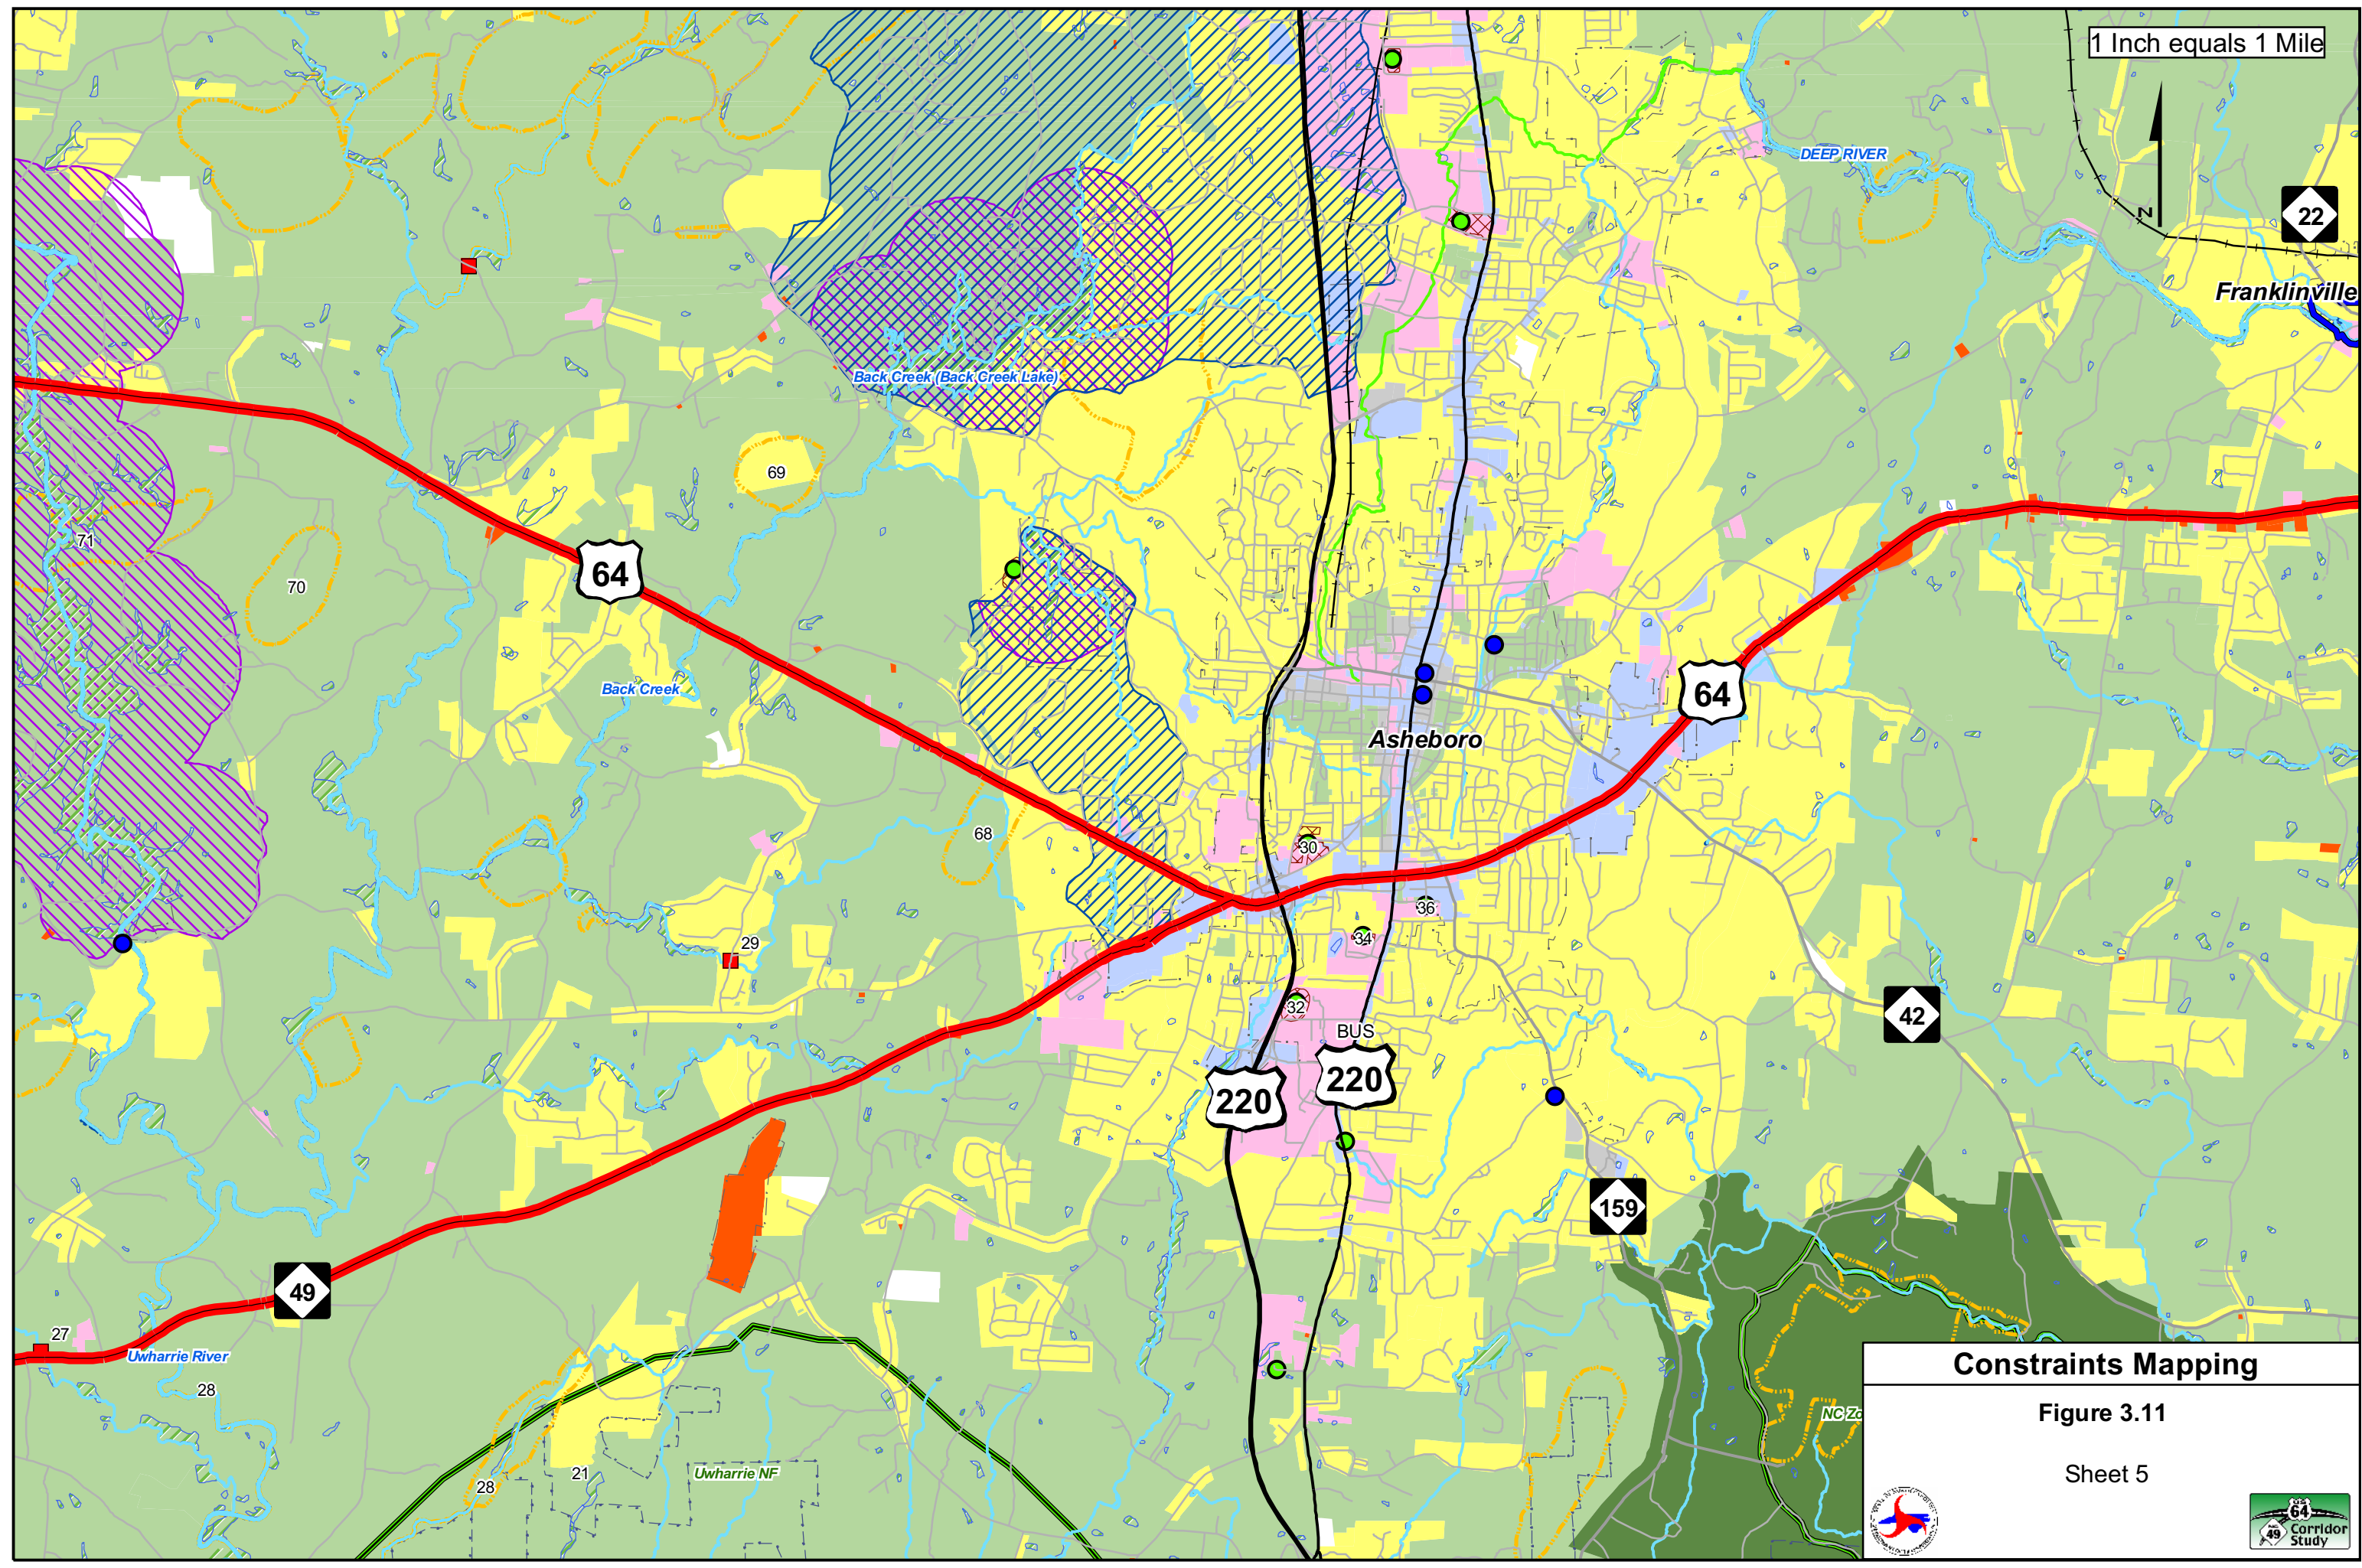 1 Inch equals 1 Mile
DEEP RIVER
N
22
Franklinville
Back Creek (Back Creek Lake)
69
71
70
64
Back Creek
64
Asheboro
68
30
36
34
29
32
BUS
42
220
220
159
49
27
Uwharrie River
28
28
21
Uwharrie NF
NC Zo
Constraints Mapping
Figure 3.11
Sheet 5
64
49
Corridor
Study